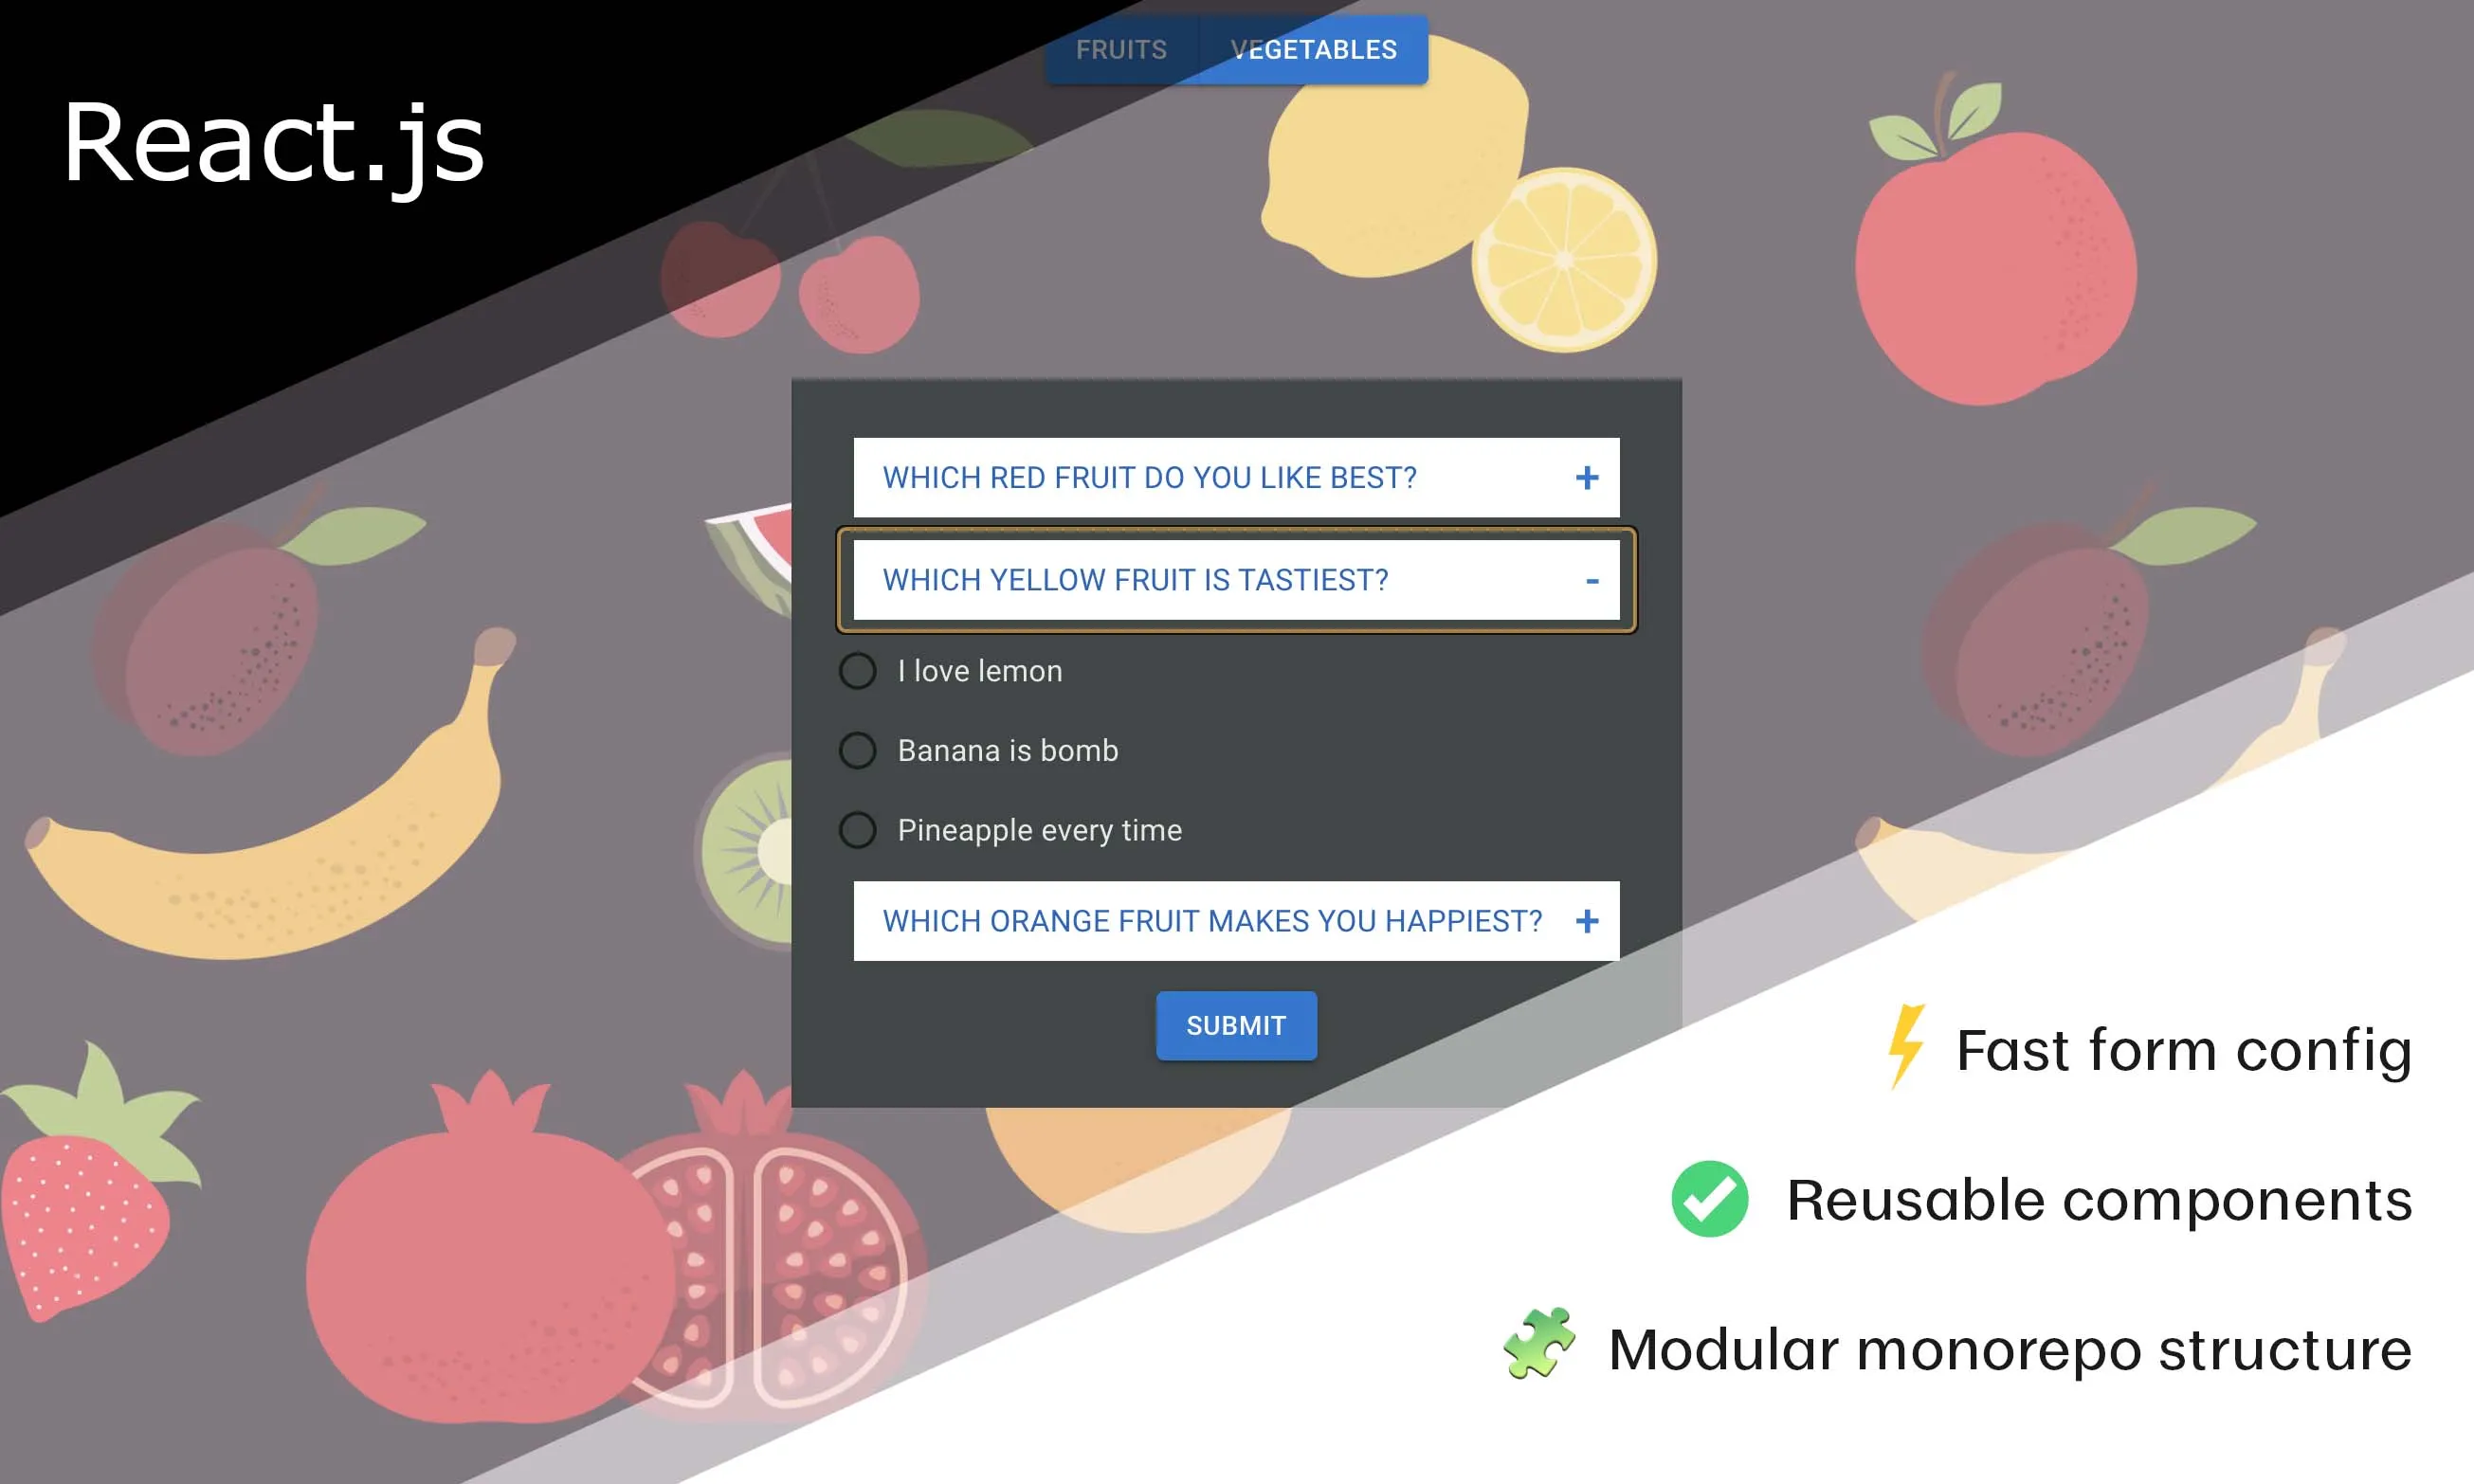 React.js
FRUITS
VEGETABLES
WHICH RED FRUIT DO YOU LIKE BEST? +
WHICH YELLOW FRUIT IS TASTIEST? -
I love lemon
Banana is bomb
Pineapple every time
WHICH ORANGE FRUIT MAKES YOU HAPPIEST? +
SUBMIT
Fast form config
Reusable components
Modular monorepo structure